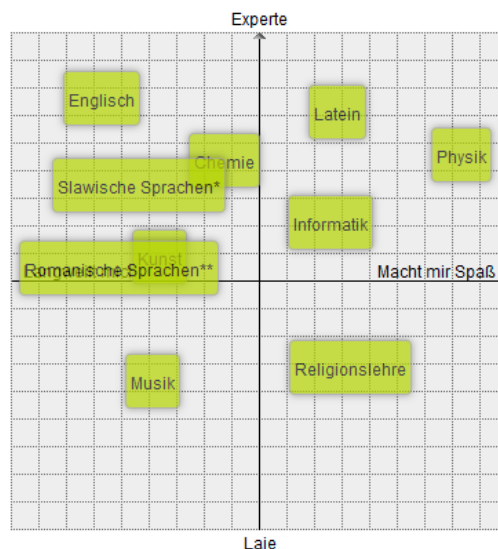 Experte
Englisch
Latein
Chemie
Physik
Slawische Sprachen*
Informatik
Kunst
Romanische Sprachen**
Macht mir Spaß
Religionslehre
Musik
Laie